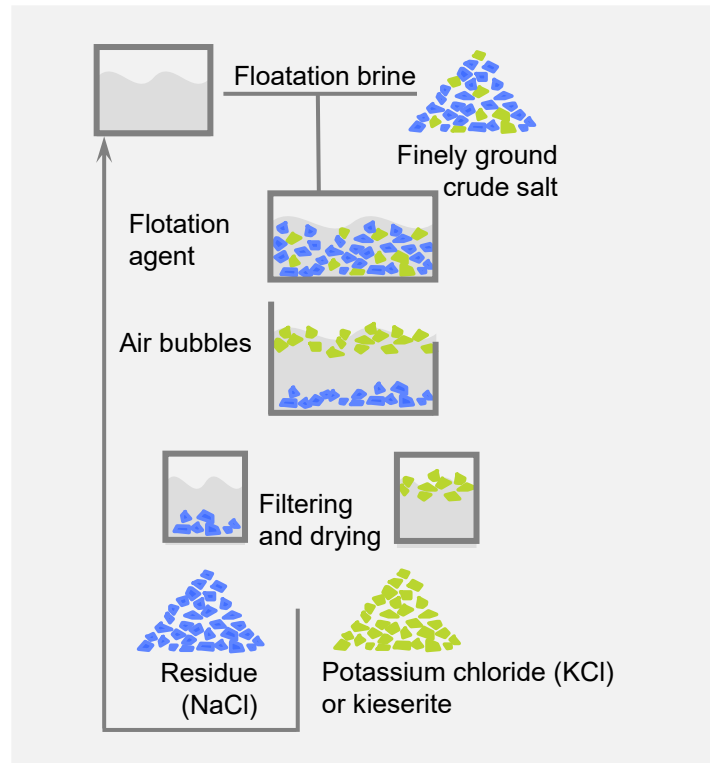 Floatation brine
Finely ground
crude salt
Flotation
agent
Air bubbles
Filtering
and drying
Residue
(NaCl)
Potassium chloride (KCl)
or kieserite